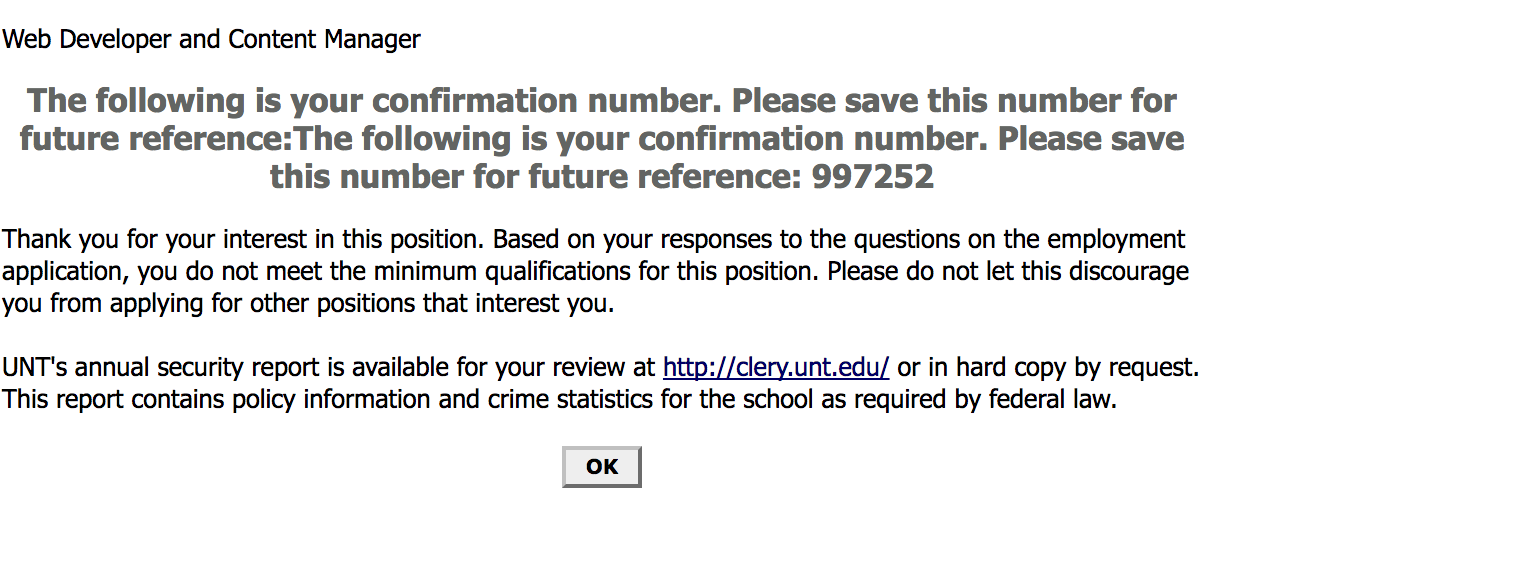 Web Developer and Content Manager
The following is your confirmation number. Please save this number for
future reference:The following is your confirmation number. Please save
this number for future reference: 997252
Thank you for your interest in this position. Based on your responses to the questions on the employment
application, you do not meet the minimum qualifications for this position. Please do not let this discourage
you from applying for other positions that interest you.
UNT's annual security report is available for your review at http://clery.unt.edu/ or in hard copy by request.
This report contains policy information and crime statistics for the school as required by federal law.
OK